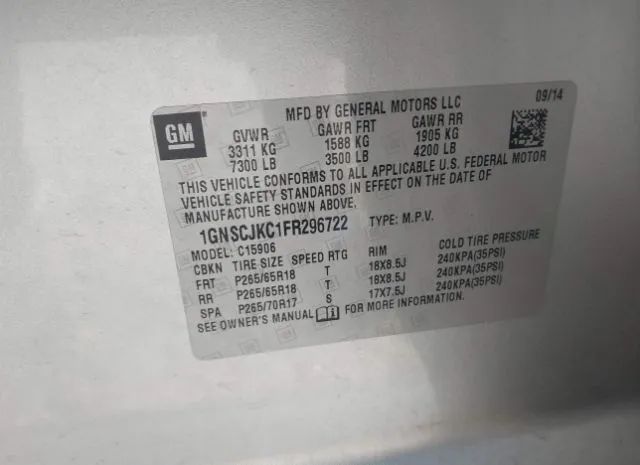 MFD BY GENERAL MOTORS LLC 09/14
GM
GVWR GAWR FRT GAWR RR
3311 KG 1588 KG 1905 KG
7300 LB 3500 LB 4200 LB
THIS VEHICLE CONFORMS TO ALL APPLICABLE U.S. FEDERAL MOTOR
VEHICLE SAFETY STANDARDS IN EFFECT ON THE DATE OF
MANUFACTURE SHOWN ABOVE.
1GNSCJKC1FR296722 TYPE: M.P.V.
MODEL: C15906
CBKN TIRE SIZE SPEED RTG RIM COLD TIRE PRESSURE
FRT P265/65R18 T 18X8.5J 240KPA(35PSI)
RR P265/65R18 T 18X8.5J 240KPA(35PSI)
SPA P265/70R17 S 17X7.5J 240KPA(35PSI)
SEE OWNER'S MANUAL FOR MORE INFORMATION.